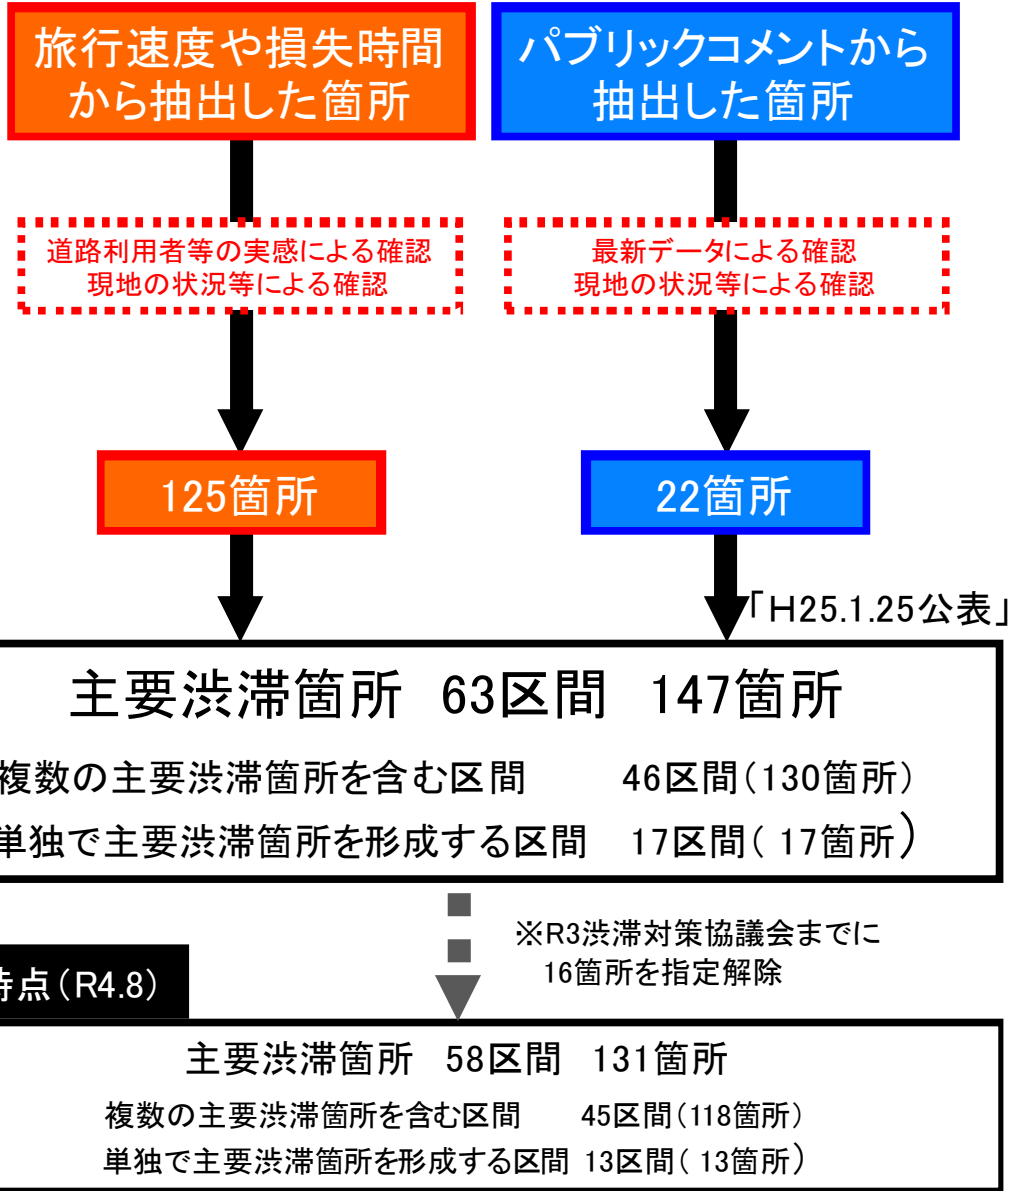 旅行速度や損失時間
から抽出した箇所
パブリックコメントから
抽出した箇所
道路利用者等の実感による確認
現地の状況等による確認
最新データによる確認
現地の状況等による確認
125箇所
22箇所
「H25.1.25公表」
主要渋滞箇所 63区間 147箇所
複数の主要渋滞箇所を含む区間 46区間(130箇所)
単独で主要渋滞箇所を形成する区間 17区間( 17箇所)
※R3渋滞対策協議会までに
16箇所を指定解除
時点(R4.8)
主要渋滞箇所 58区間 131箇所
複数の主要渋滞箇所を含む区間 45区間(118箇所)
単独で主要渋滞箇所を形成する区間 13区間( 13箇所)